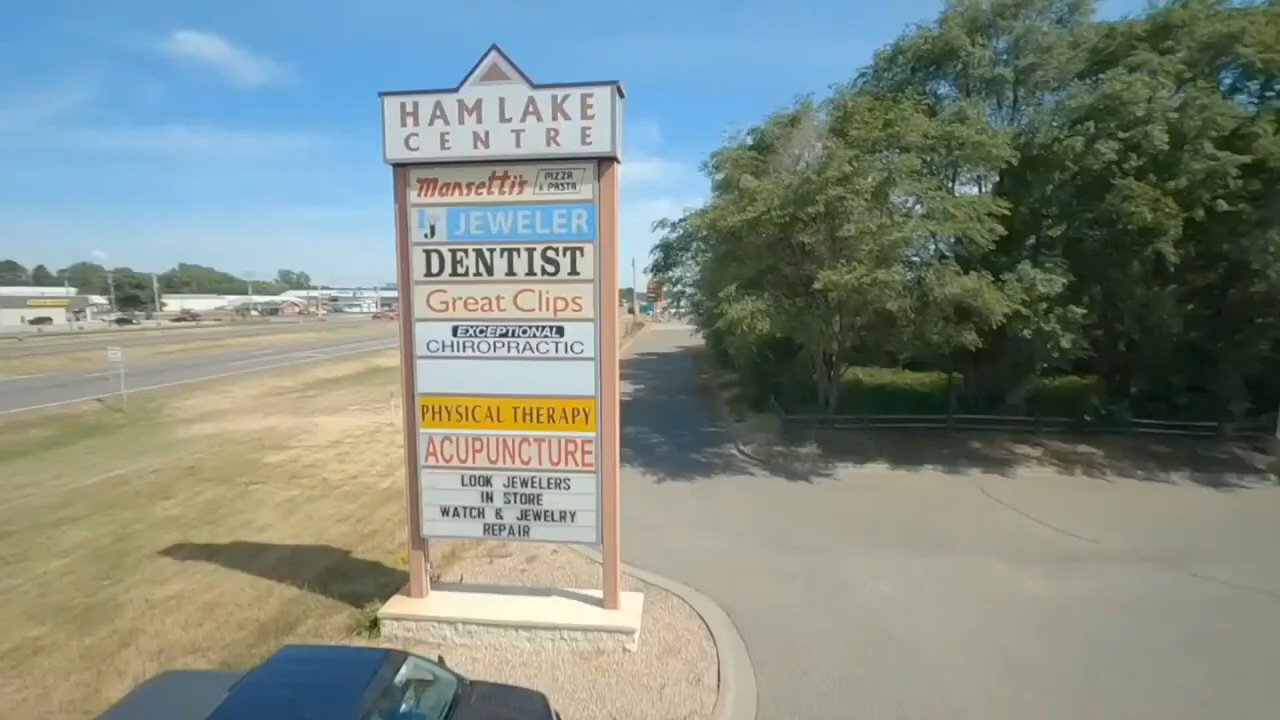 HAM LAKE
CENTRE
Mansetti's PIZZA
& PASTA
LJ JEWELER
DENTIST
Great Clips
EXCEPTIONAL
CHIROPRACTIC
PHYSICAL THERAPY
ACUPUNCTURE
LOOK JEWELERS
IN STORE
WATCH & JEWELRY
REPAIR